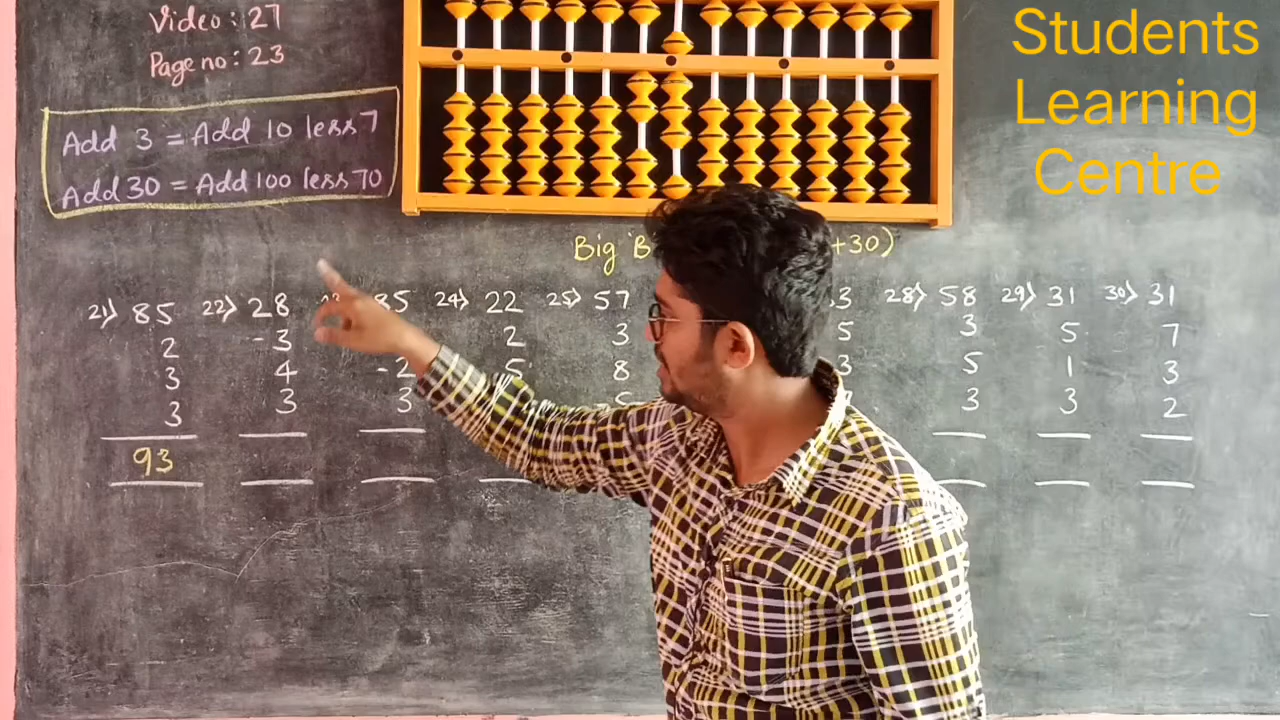 Video : 27
Page no : 23
Students
Learning
Centre
Add 3 = Add 10 less 7
Add 30 = Add 100 less 70
Big B +30)
21) 85 22) 28 85 24) 22 25) 57 3 28) 58 29) 31 30) 31
2 -3 2 3 5 3 5 7
3 4 -2 5 8 3 5 1 3
3 3 3 3 3 2
93